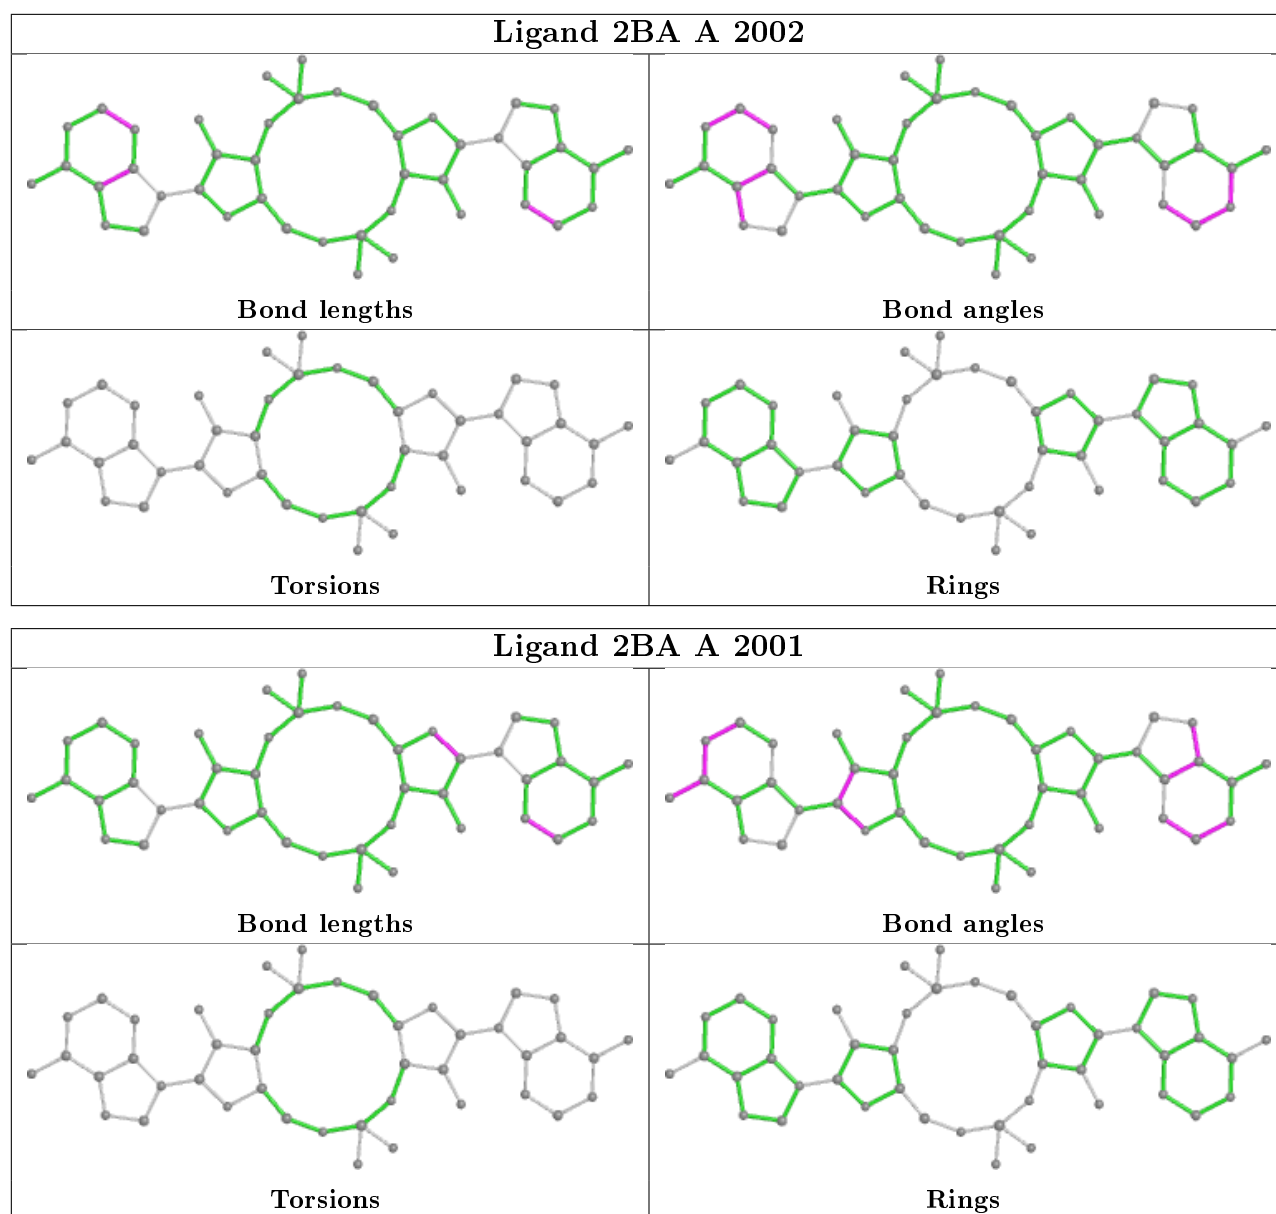 Ligand 2BA A 2002
Bond lengths
Bond angles
Torsions
Rings
Ligand 2BA A 2001
Bond lengths
Bond angles
Torsions
Rings